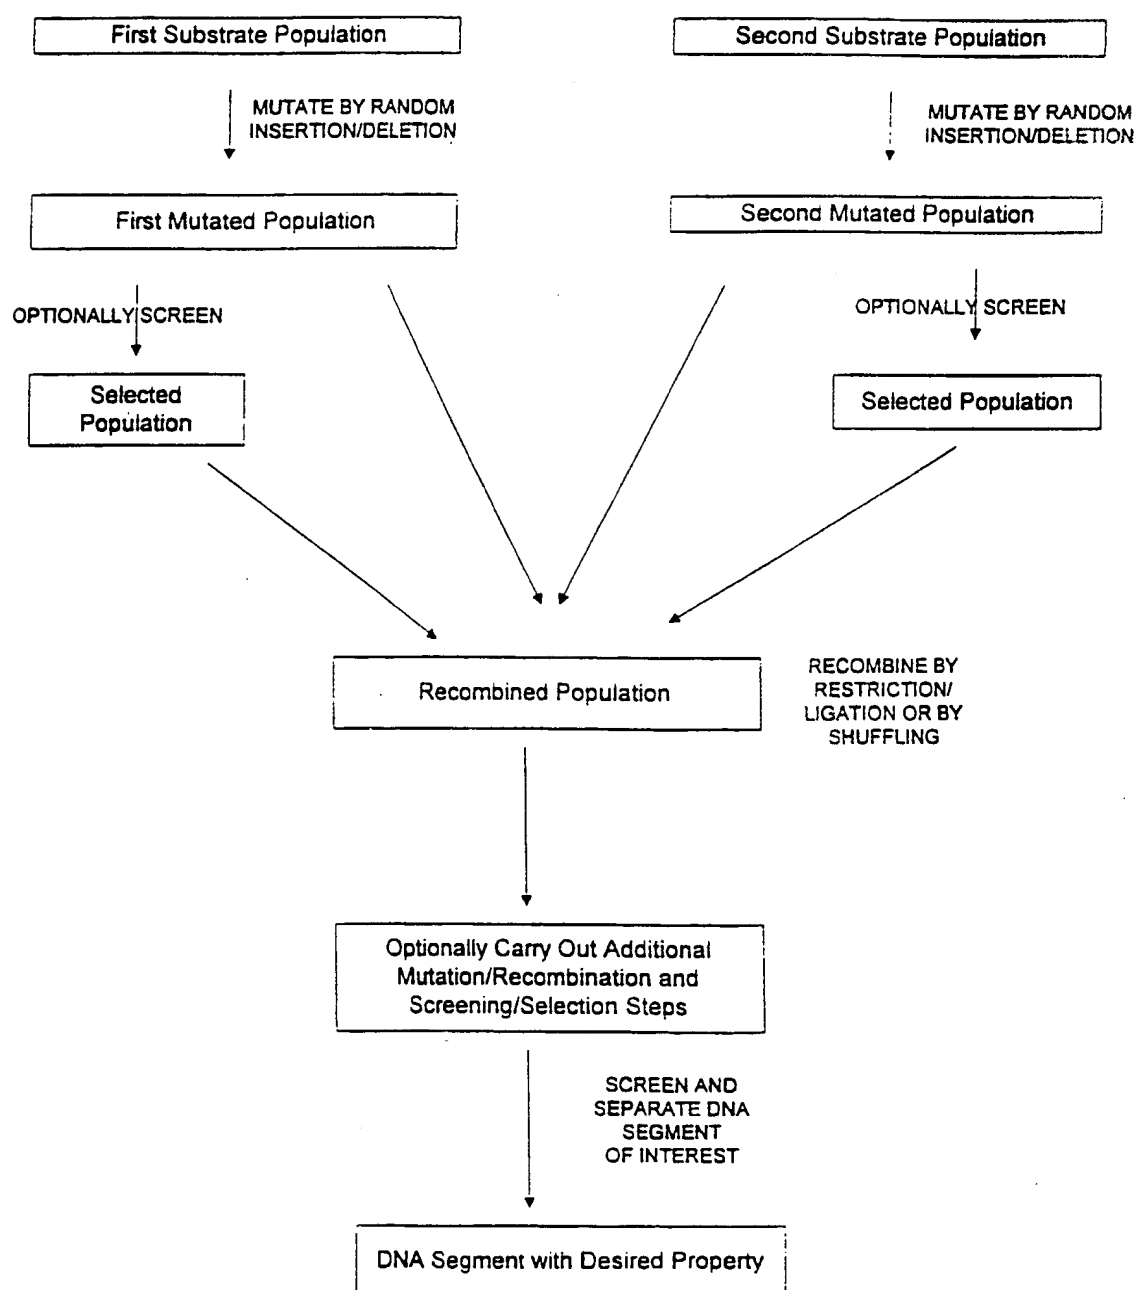 First Substrate Population
Second Substrate Population
MUTATE BY RANDOM
INSERTION/DELETION
MUTATE BY RANDOM
INSERTION/DELETION
First Mutated Population
Second Mutated Population
OPTIONALLY SCREEN
OPTIONALLY SCREEN
Selected
Population
Selected Population
Recombined Population
RECOMBINE BY
RESTRICTION/
LIGATION OR BY
SHUFFLING
Optionally Carry Out Additional
Mutation/Recombination and
Screening/Selection Steps
SCREEN AND
SEPARATE DNA
SEGMENT
OF INTEREST
DNA Segment with Desired Property